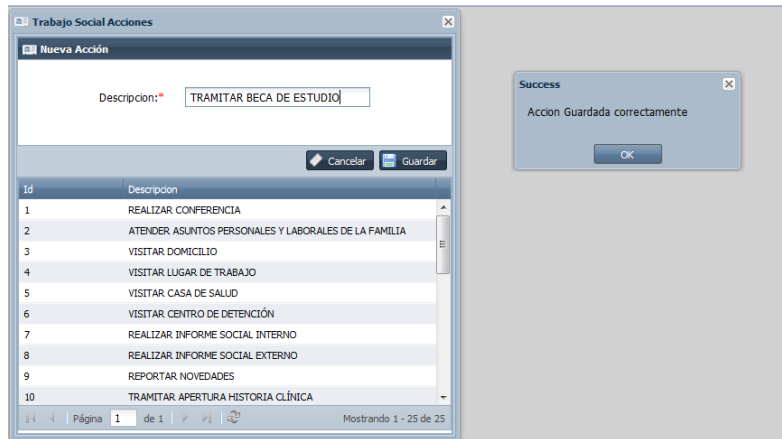 Trabajo Social Acciones
Nueva Acción
Descripcion:* TRAMITAR BECA DE ESTUDIO
Cancelar Guardar
Id Descripcion
1 REALIZAR CONFERENCIA
2 ATENDER ASUNTOS PERSONALES Y LABORALES DE LA FAMILIA
3 VISITAR DOMICILIO
4 VISITAR LUGAR DE TRABAJO
5 VISITAR CASA DE SALUD
6 VISITAR CENTRO DE DETENCIÓN
7 REALIZAR INFORME SOCIAL INTERNO
8 REALIZAR INFORME SOCIAL EXTERNO
9 REPORTAR NOVEDADES
10 TRAMITAR APERTURA HISTORIA CLÍNICA
Página 1 de 1 Mostrando 1 - 25 de 25
Success
Accion Guardada correctamente
OK